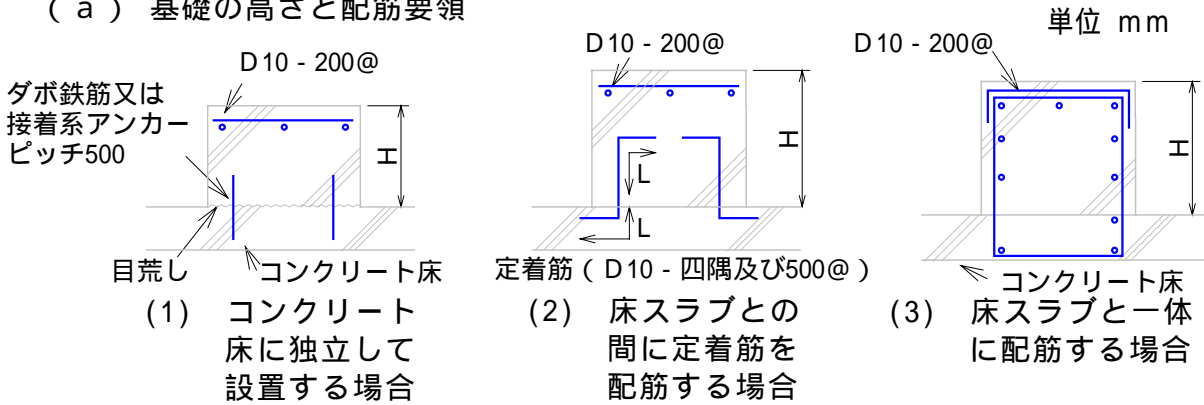 (a) 基礎の高さと配筋要領
単位 mm
D10-200@
ダボ鉄筋又は
接着系アンカー
ピッチ500
H
目荒し
コンクリート床
(1) コンクリート
床に独立して
設置する場合
D10-200@
H
L
L
定着筋(D10-四隅及び500@)
(2) 床スラブとの
間に定着筋を
配筋する場合
D10-200@
H
コンクリート床
(3) 床スラブと一体
に配筋する場合